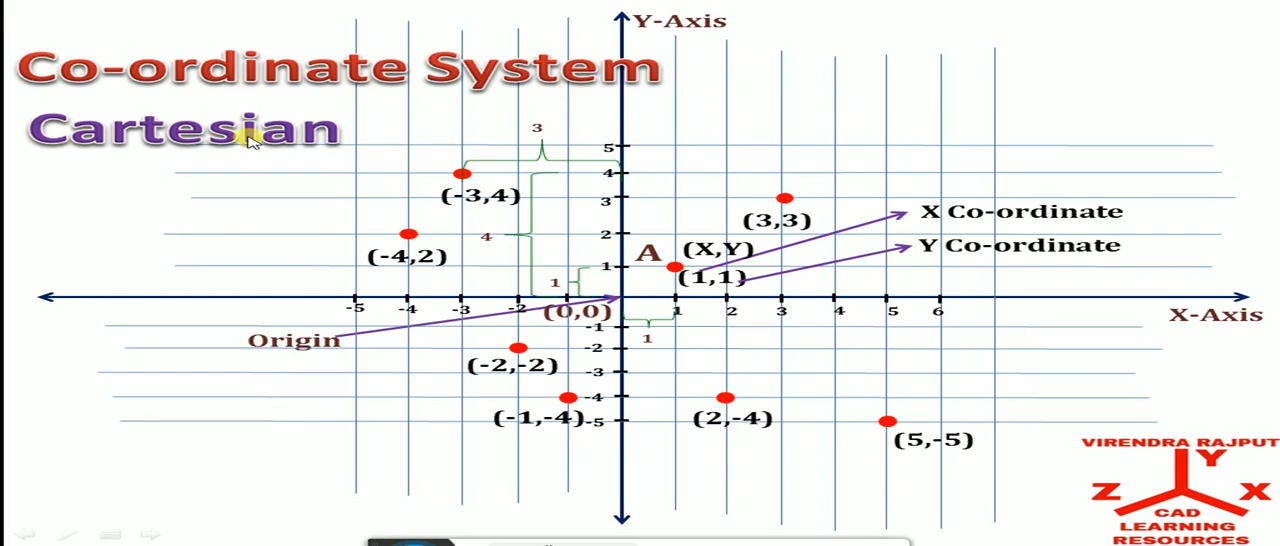 Y-Axis
Co-ordinate System
Cartesian
3
5
4
3
2
1
(-3,4)
(3,3)
X Co-ordinate
4
(-4,2)
A
(X,Y)
Y Co-ordinate
1
(1,1)
-5 -4 -3 -2 (0,0) 1 2 3 4 5 6
X-Axis
Origin
1
-1
-2
-3
-4
-5
(-2,-2)
(-1,-4)
(2,-4)
(5,-5)
VIRENDRA RAJPUT
Y
Z X
CAD
LEARNING
RESOURCES